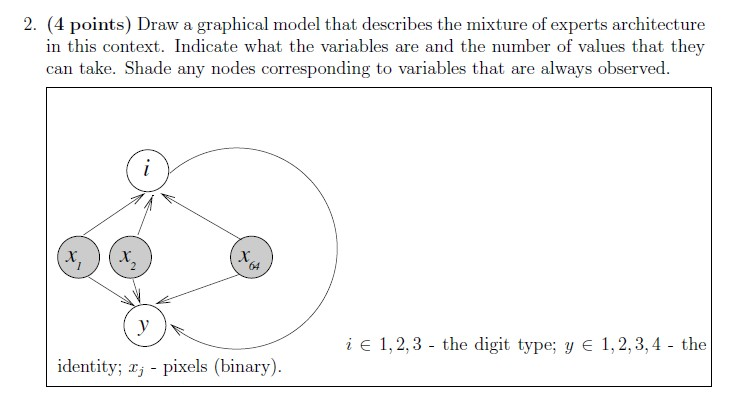 2. (4 points) Draw a graphical model that describes the mixture of experts architecture
in this context. Indicate what the variables are and the number of values that they
can take. Shade any nodes corresponding to variables that are always observed.
i
x1 x2 x64
y
i ∈ 1, 2, 3 - the digit type; y ∈ 1, 2, 3, 4 - the
identity; xj - pixels (binary).